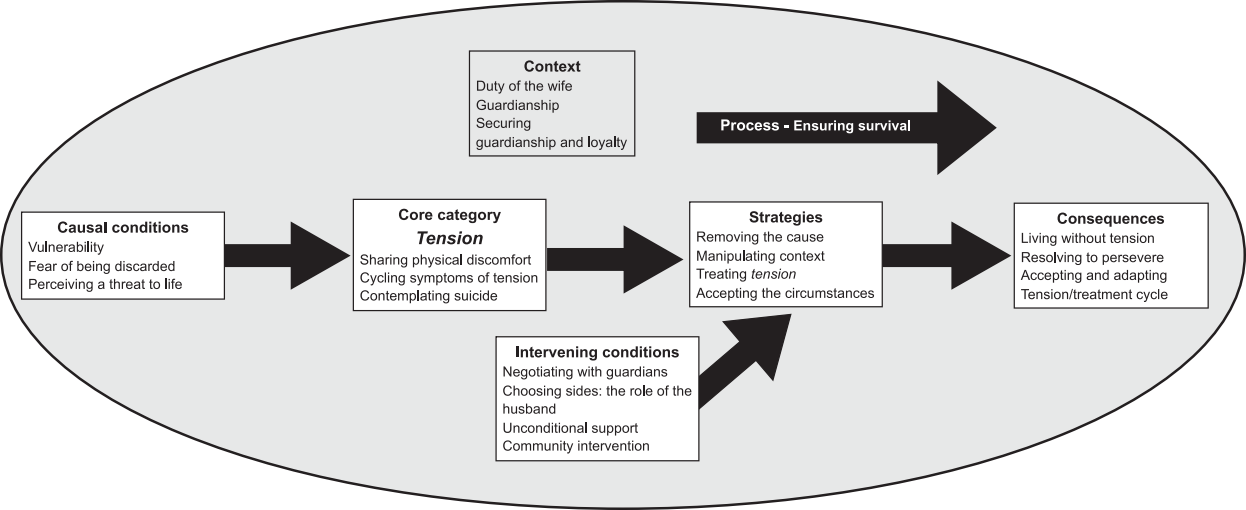 Context
Duty of the wife
Guardianship
Securing
guardianship and loyalty
Process - Ensuring survival
Causal conditions
Vulnerability
Fear of being discarded
Perceiving a threat to life
Core category
Tension
Sharing physical discomfort
Cycling symptoms of tension
Contemplating suicide
Strategies
Removing the cause
Manipulating context
Treating tension
Accepting the circumstances
Consequences
Living without tension
Resolving to persevere
Accepting and adapting
Tension/treatment cycle
Intervening conditions
Negotiating with guardians
Choosing sides: the role of the
husband
Unconditional support
Community intervention